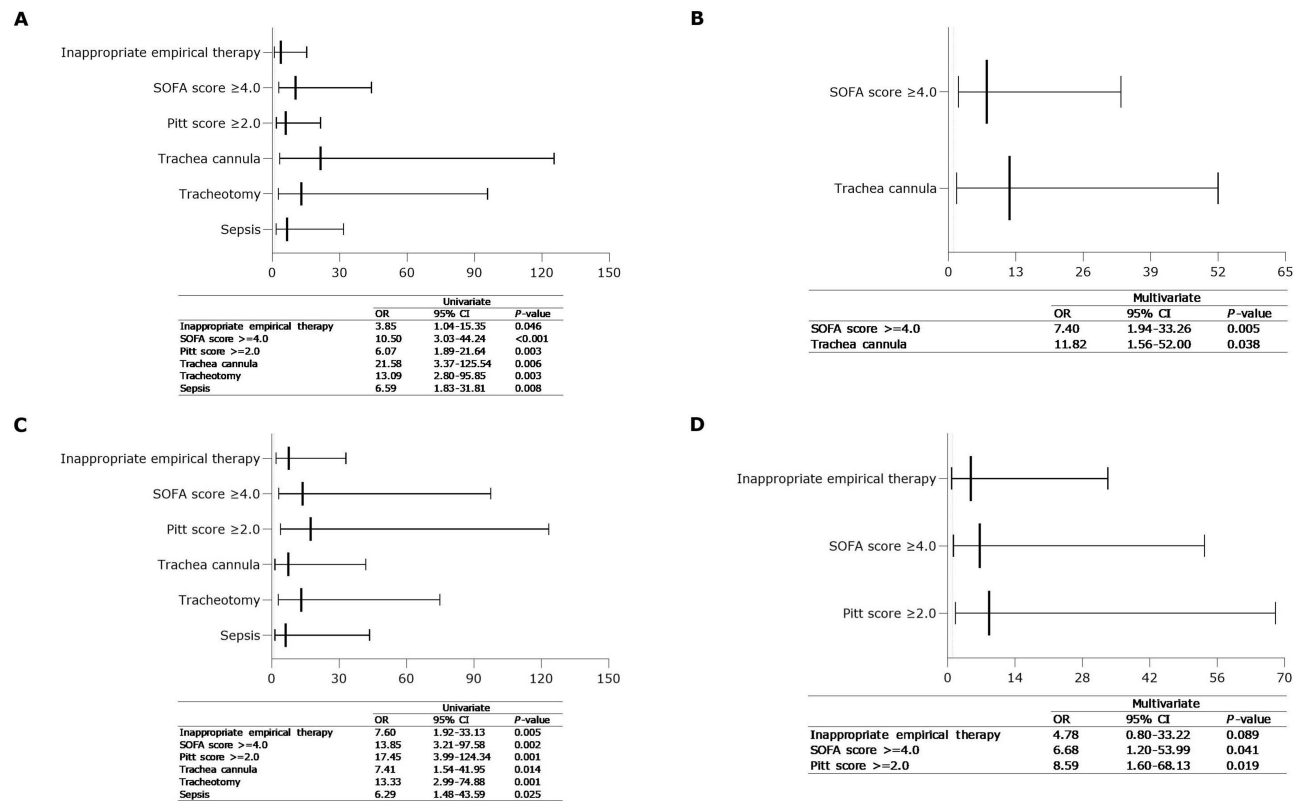 A
Inappropriate empirical therapy
SOFA score ≥4.0
Pitt score ≥2.0
Trachea cannula
Tracheotomy
Sepsis
0 30 60 90 120 150
Univariate
OR 95% CI P-value
Inappropriate empirical therapy 3.85 1.04-15.35 0.046
SOFA score >=4.0 10.50 3.03-44.24 <0.001
Pitt score >=2.0 6.07 1.89-21.64 0.003
Trachea cannula 21.58 3.37-125.54 0.006
Tracheotomy 13.09 2.80-95.85 0.003
Sepsis 6.59 1.83-31.81 0.008
B
SOFA score ≥4.0
Trachea cannula
0 13 26 39 52 65
Multivariate
OR 95% CI P-value
SOFA score >=4.0 7.40 1.94-33.26 0.005
Trachea cannula 11.82 1.56-52.00 0.038
C
Inappropriate empirical therapy
SOFA score ≥4.0
Pitt score ≥2.0
Trachea cannula
Tracheotomy
Sepsis
0 30 60 90 120 150
Univariate
OR 95% CI P-value
Inappropriate empirical therapy 7.60 1.92-33.13 0.005
SOFA score >=4.0 13.85 3.21-97.58 0.002
Pitt score >=2.0 17.45 3.99-124.34 0.001
Trachea cannula 7.41 1.54-41.95 0.014
Tracheotomy 13.33 2.99-74.88 0.001
Sepsis 6.29 1.48-43.59 0.025
D
Inappropriate empirical therapy
SOFA score ≥4.0
Pitt score ≥2.0
0 14 28 42 56 70
Multivariate
OR 95% CI P-value
Inappropriate empirical therapy 4.78 0.80-33.22 0.089
SOFA score >=4.0 6.68 1.20-53.99 0.041
Pitt score >=2.0 8.59 1.60-68.13 0.019